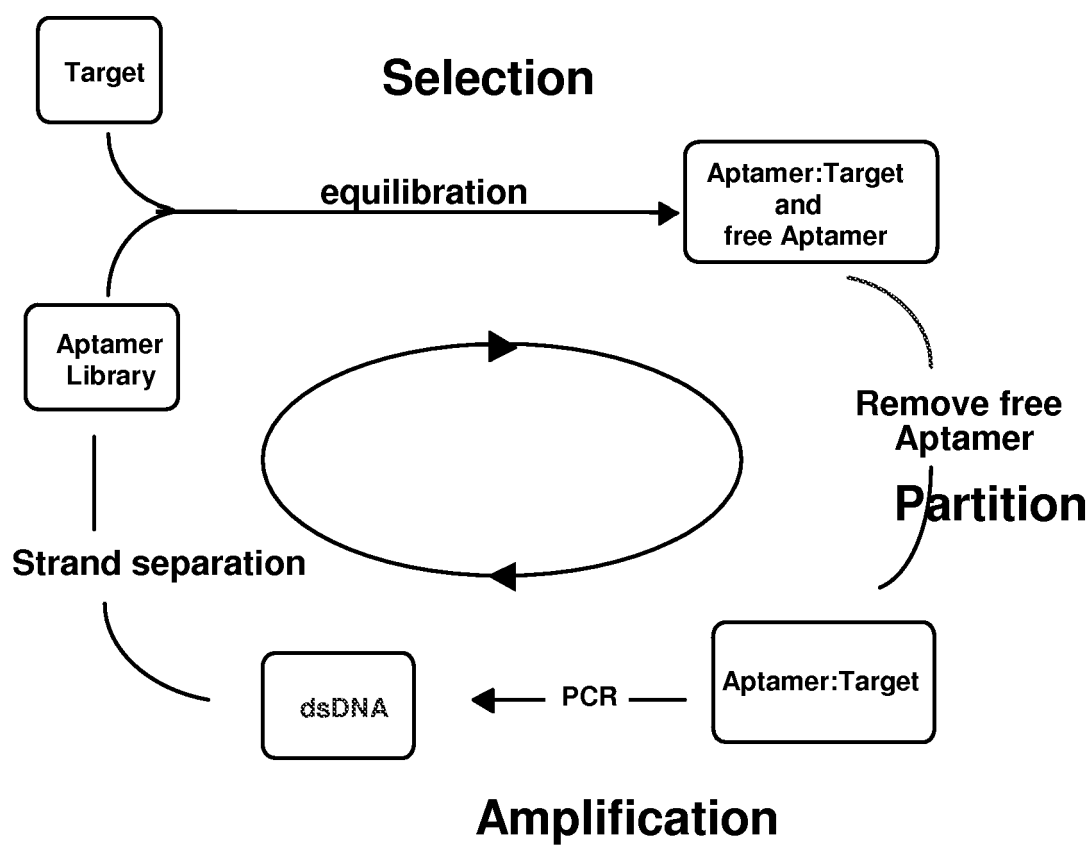 Target
Selection
equilibration
Aptamer:Target
and
free Aptamer
Aptamer
Library
Remove free
Aptamer
Partition
Strand separation
dsDNA
PCR
Aptamer:Target
Amplification